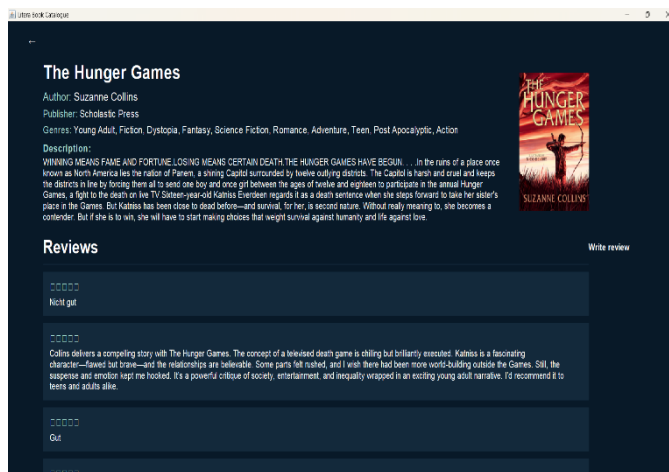 Litera Book Catalogue
←
The Hunger Games
Author: Suzanne Collins
Publisher: Scholastic Press
Genres: Young Adult, Fiction, Dystopia, Fantasy, Science Fiction, Romance, Adventure, Teen, Post Apocalyptic, Action
Description:
WINNING MEANS FAME AND FORTUNE.LOSING MEANS CERTAIN DEATH.THE HUNGER GAMES HAVE BEGUN. . . .In the ruins of a place once
known as North America lies the nation of Panem, a shining Capitol surrounded by twelve outlying districts. The Capitol is harsh and cruel and keeps
the districts in line by forcing them all to send one boy and once girl between the ages of twelve and eighteen to participate in the annual Hunger
Games, a fight to the death on live TV.Sixteen-year-old Katniss Everdeen regards it as a death sentence when she steps forward to take her sister's
place in the Games. But Katniss has been close to dead before—and survival, for her, is second nature. Without really meaning to, she becomes a
contender. But if she is to win, she will have to start making choices that weight survival against humanity and life against love.
THE
HUNGER
GAMES
SUZANNE COLLINS
Reviews
Write review
▯▯▯▯▯
Nicht gut
▯▯▯▯▯
Collins delivers a compelling story with The Hunger Games. The concept of a televised death game is chilling but brilliantly executed. Katniss is a fascinating
character—flawed but brave—and the relationships are believable. Some parts felt rushed, and I wish there had been more world-building outside the Games. Still, the
suspense and emotion kept me hooked. It's a powerful critique of society, entertainment, and inequality wrapped in an exciting young adult narrative. I'd recommend it to
teens and adults alike.
▯▯▯▯▯
Gut